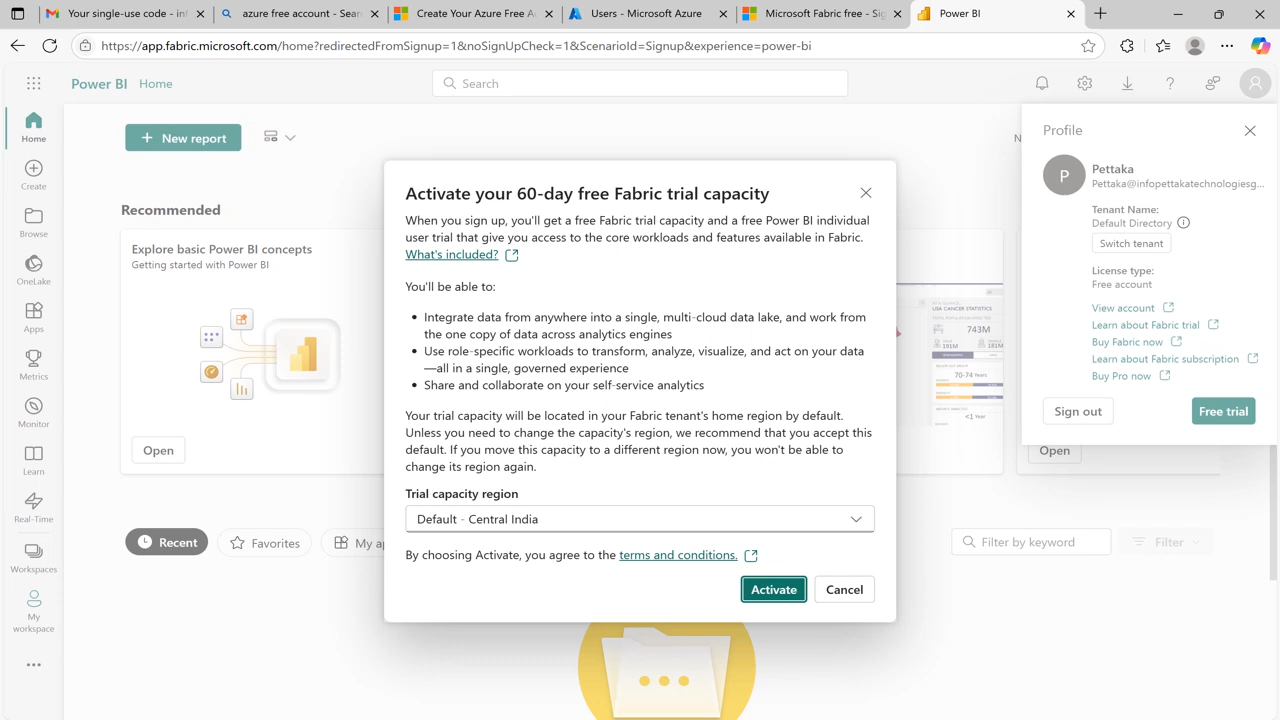 Your single-use code - inf
azure free account - Sear
Create Your Azure Free Ac
Users - Microsoft Azure
Microsoft Fabric free - Sig
Power BI
https://app.fabric.microsoft.com/home?redirectedFromSignup=1&noSignUpCheck=1&ScenarioId=Signup&experience=power-bi
Power BI Home
Search
Home
Create
Browse
OneLake
Apps
Metrics
Monitor
Learn
Real-Time
Workspaces
My
workspace
New report
Recommended
Explore basic Power BI concepts
Getting started with Power BI
Open
Activate your 60-day free Fabric trial capacity
When you sign up, you'll get a free Fabric trial capacity and a free Power BI individual
user trial that give you access to the core workloads and features available in Fabric.
What's included?
You'll be able to:
• Integrate data from anywhere into a single, multi-cloud data lake, and work from
the one copy of data across analytics engines
• Use role-specific workloads to transform, analyze, visualize, and act on your data
—all in a single, governed experience
• Share and collaborate on your self-service analytics
Your trial capacity will be located in your Fabric tenant's home region by default.
Unless you need to change the capacity's region, we recommend that you accept this
default. If you move this capacity to a different region now, you won't be able to
change its region again.
Trial capacity region
Default - Central India
By choosing Activate, you agree to the terms and conditions.
Activate
Cancel
USA CANCER STATISTICS
743M
191M
181M
70-74 Years
<1 Year
Profile
P
Pettaka
Pettaka@infopettakatechnologiesg...
Tenant Name:
Default Directory
Switch tenant
License type:
Free account
View account
Learn about Fabric trial
Buy Fabric now
Learn about Fabric subscription
Buy Pro now
Sign out
Free trial
Open
Recent
Favorites
My ap
Filter by keyword
Filter